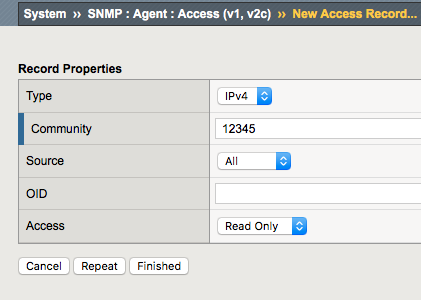 System » SNMP : Agent : Access (v1, v2c) » New Access Record...
Record Properties
Type IPv4
Community 12345
Source All
OID
Access Read Only
Cancel Repeat Finished